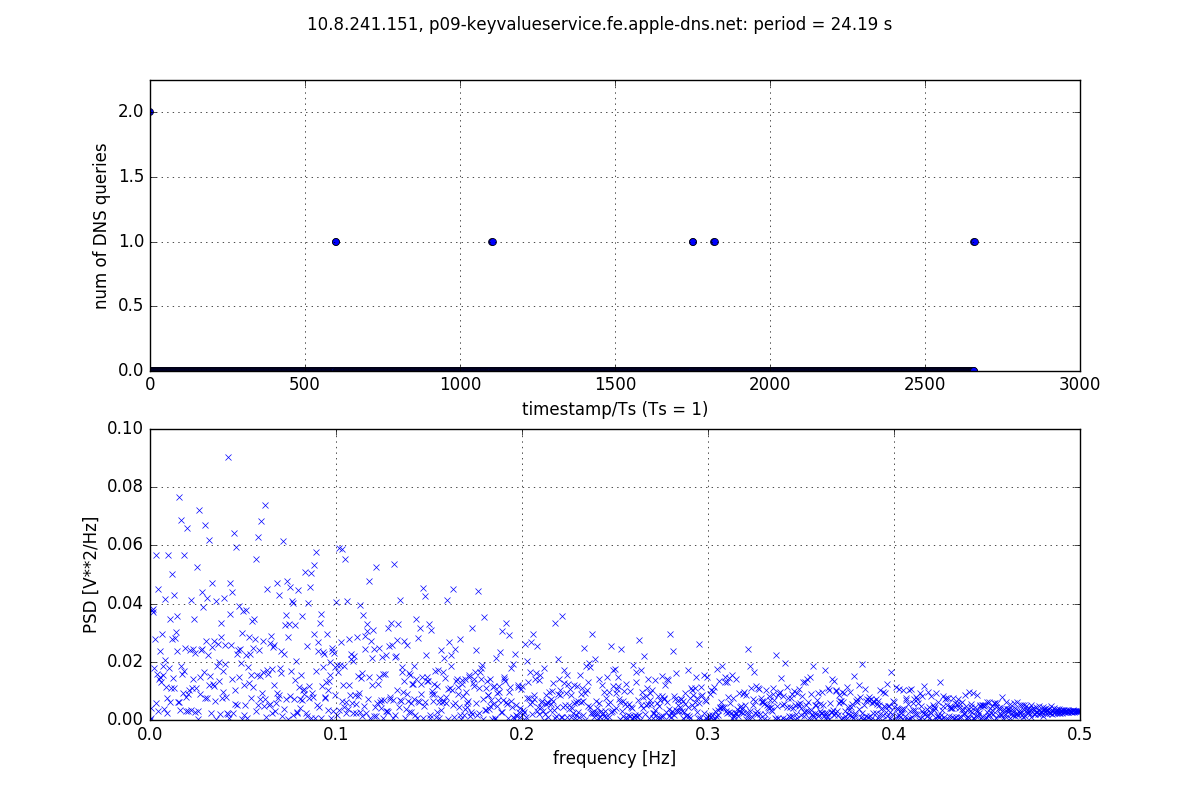 10.8.241.151, p09-keyvalueservice.fe.apple-dns.net: period = 24.19 s
2.0
1.5
1.0
0.5
0.0
num of DNS queries
0 500 1000 1500 2000 2500 3000
timestamp/Ts (Ts = 1)
0.10
0.08
0.06
0.04
0.02
0.00
PSD [V**2/Hz]
0.0 0.1 0.2 0.3 0.4 0.5
frequency [Hz]